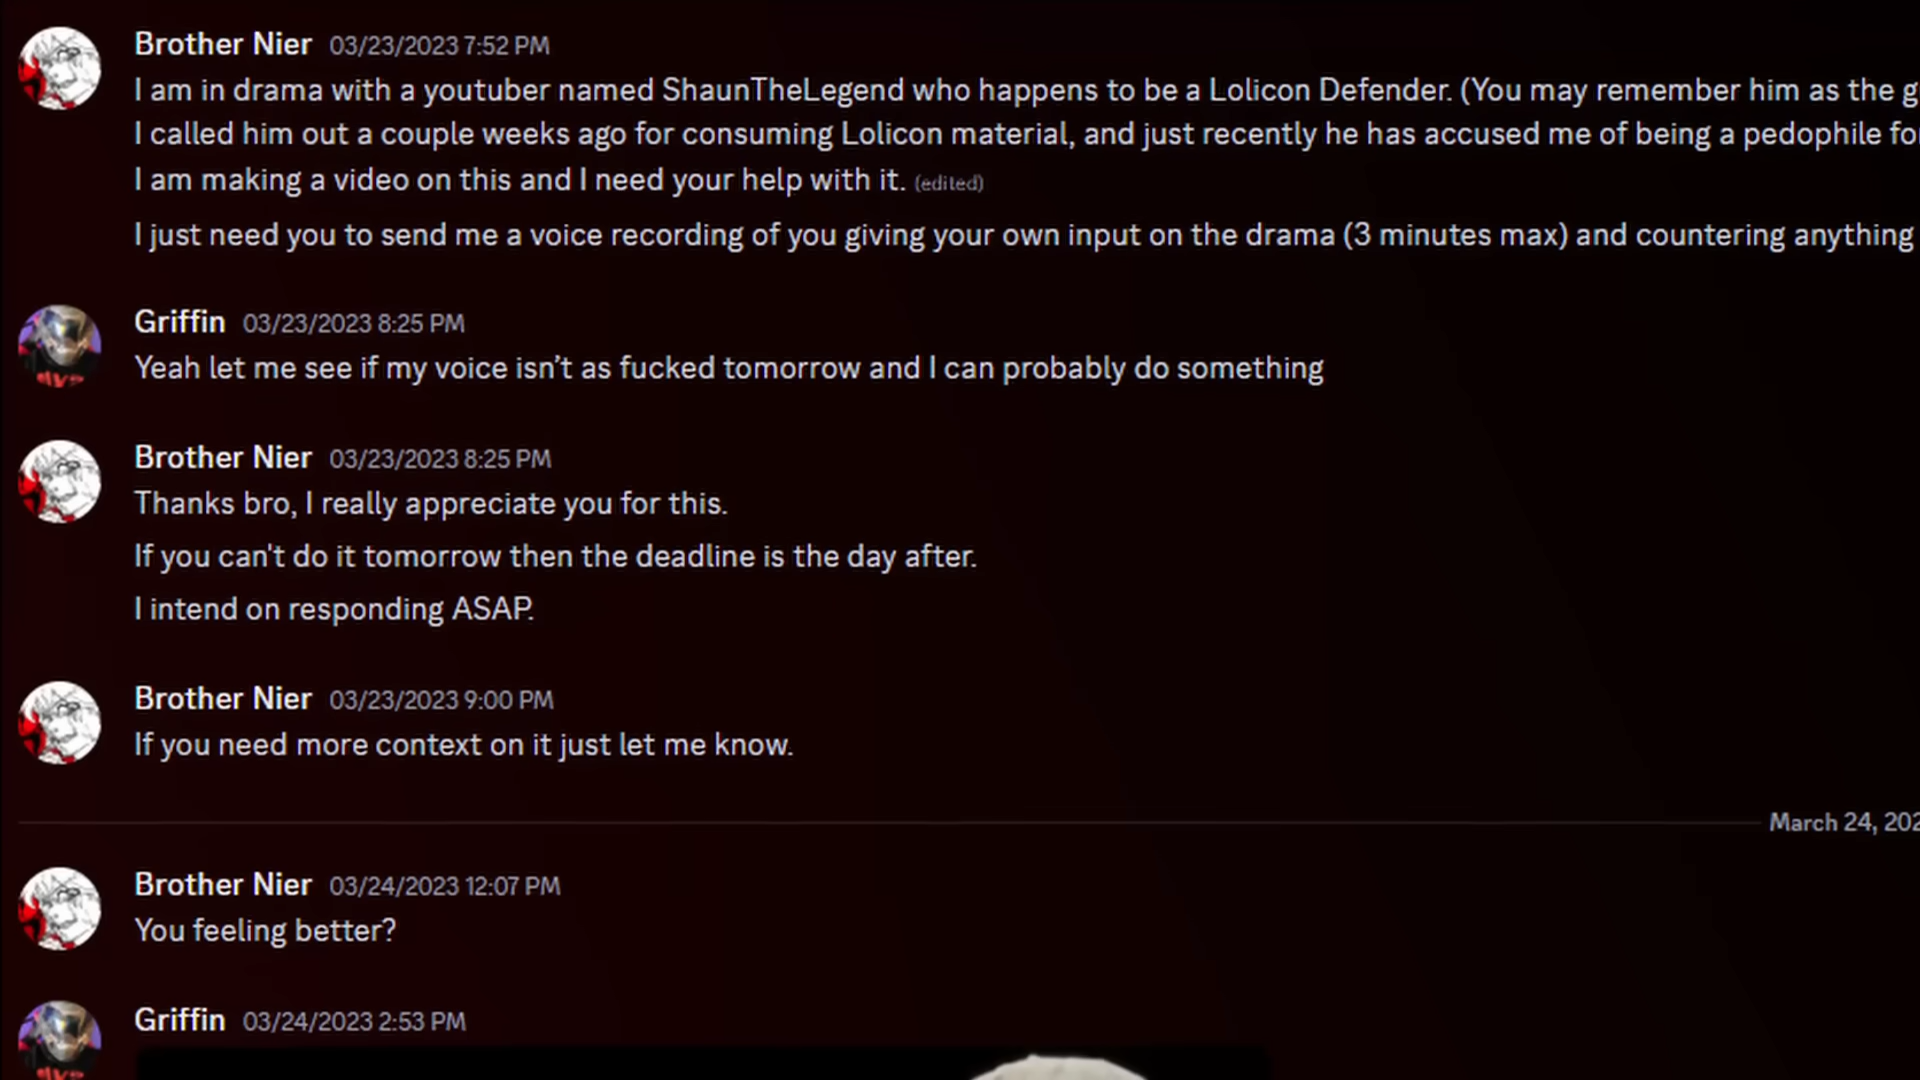 Brother Nier 03/23/2023 7:52 PM
I am in drama with a youtuber named ShaunTheLegend who happens to be a Lolicon Defender. (You may remember him as the
I called him out a couple weeks ago for consuming Lolicon material, and just recently he has accused me of being a pedophile
I am making a video on this and I need your help with it. (edited)
I just need you to send me a voice recording of you giving your own input on the drama (3 minutes max) and countering anything
Griffin 03/23/2023 8:25 PM
Yeah let me see if my voice isn’t as fucked tomorrow and I can probably do something
Brother Nier 03/23/2023 8:25 PM
Thanks bro, I really appreciate you for this.
If you can't do it tomorrow then the deadline is the day after.
I intend on responding ASAP.
Brother Nier 03/23/2023 9:00 PM
If you need more context on it just let me know.
March 24, 202
Brother Nier 03/24/2023 12:07 PM
You feeling better?
Griffin 03/24/2023 2:53 PM